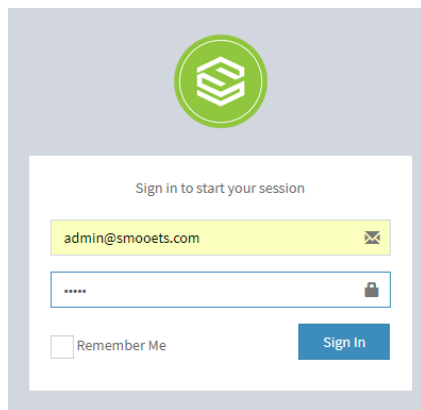 Sign in to start your session
admin@smooets.com
•••••
Remember Me
Sign In